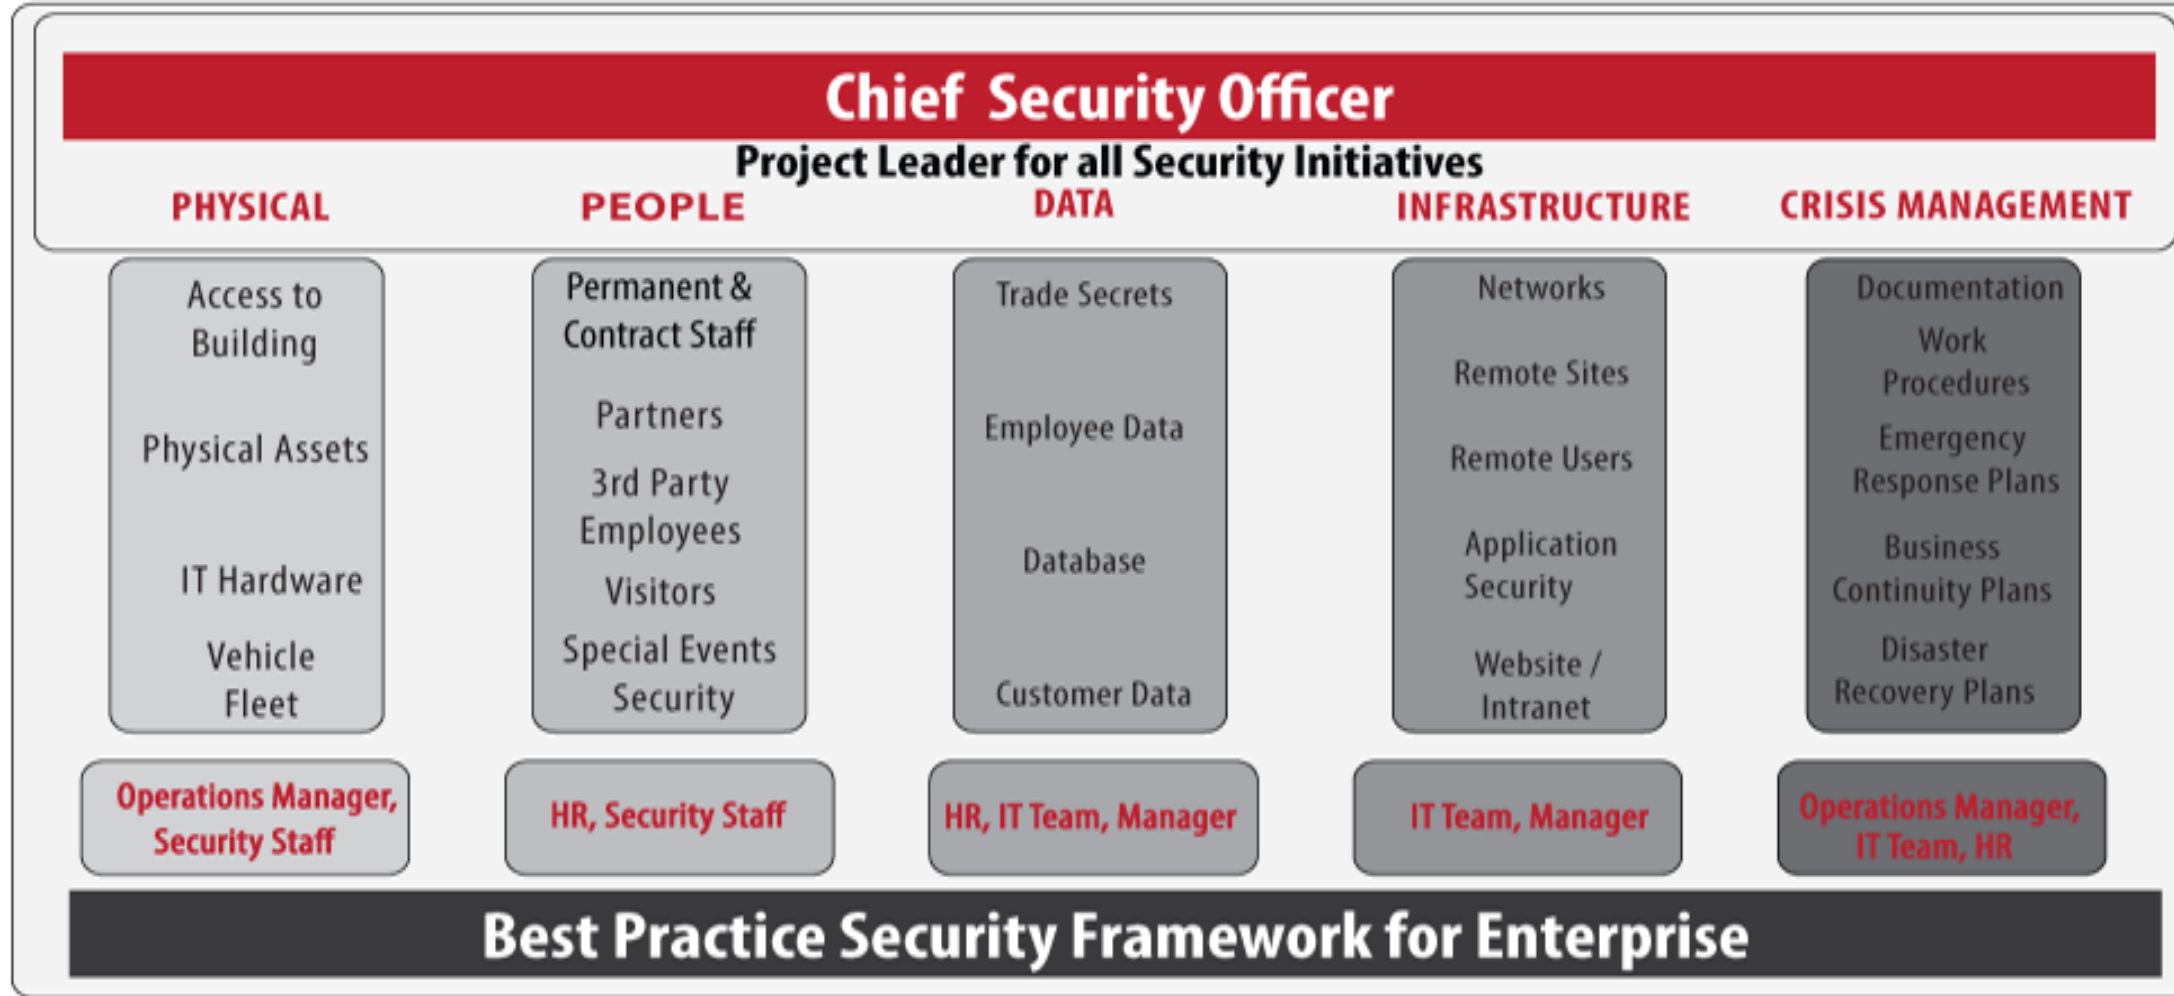 Chief Security Officer
Project Leader for all Security Initiatives
PHYSICAL
PEOPLE
DATA
INFRASTRUCTURE
CRISIS MANAGEMENT
Access to
Building
Physical Assets
IT Hardware
Vehicle
Fleet
Permanent &
Contract Staff
Partners
3rd Party
Employees
Visitors
Special Events
Security
Trade Secrets
Employee Data
Database
Customer Data
Networks
Remote Sites
Remote Users
Application
Security
Website /
Intranet
Documentation
Work
Procedures
Emergency
Response Plans
Business
Continuity Plans
Disaster
Recovery Plans
Operations Manager,
Security Staff
HR, Security Staff
HR, IT Team, Manager
IT Team, Manager
Operations Manager,
IT Team, HR
Best Practice Security Framework for Enterprise